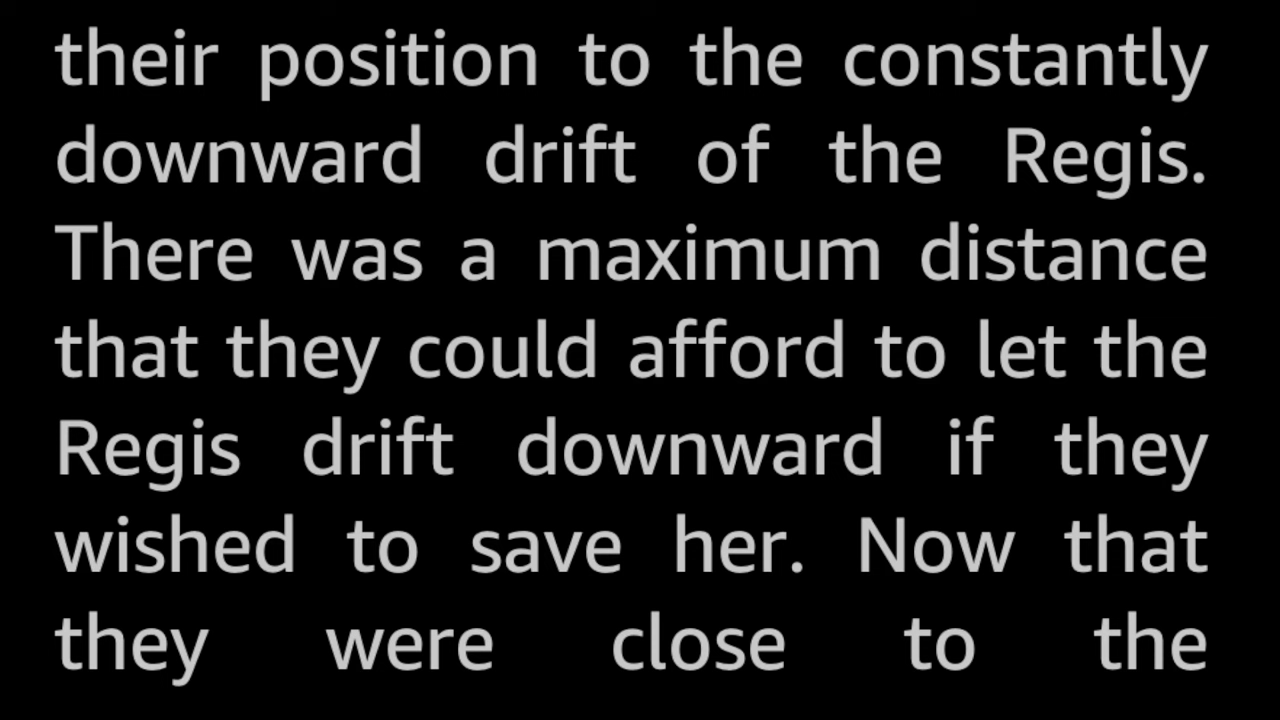 their position to the constantly
downward drift of the Regis.
There was a maximum distance
that they could afford to let the
Regis drift downward if they
wished to save her. Now that
they were close to the